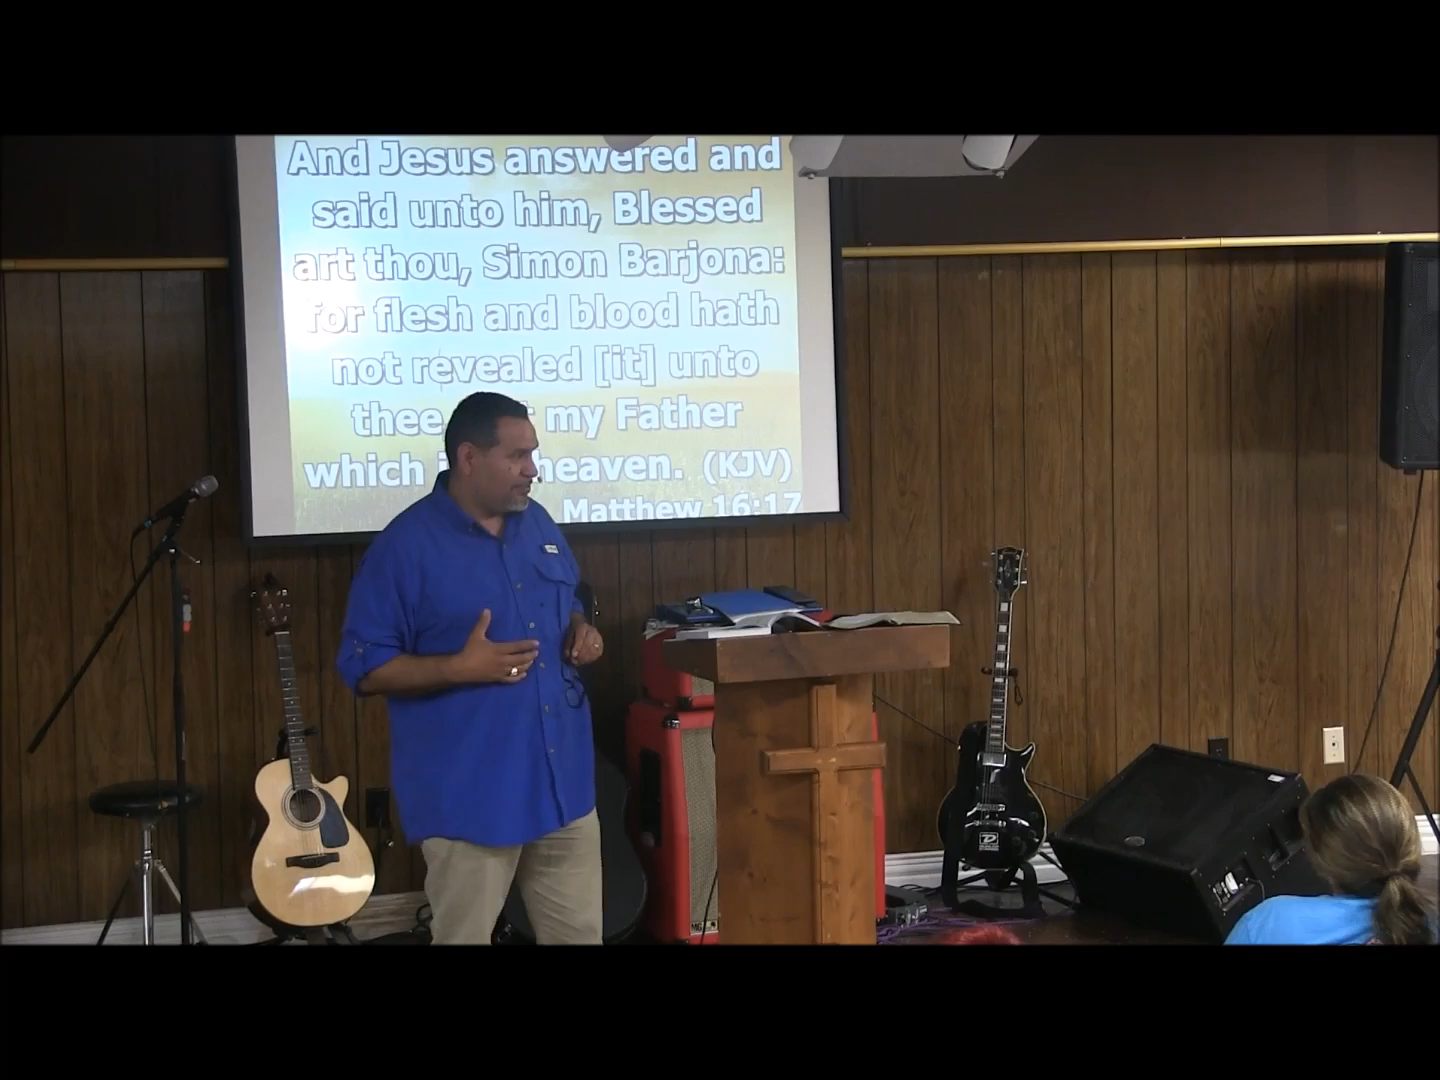 And Jesus answered and
said unto him, Blessed
art thou, Simon Barjona:
for flesh and blood hath
not revealed [it] unto
thee my Father
which heaven. (KJV)
Matthew 16:17